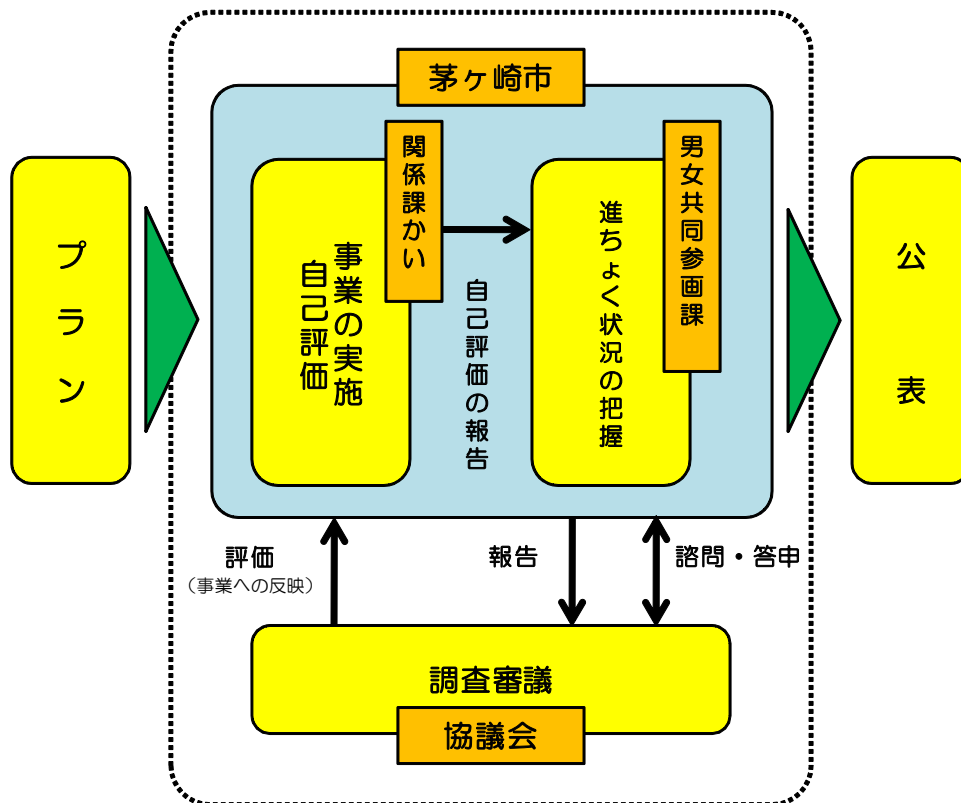 茅ヶ崎市
プラン
関係課かい
事業の実施
自己評価
自己評価の報告
男女共同参画課
進ちょく状況の把握
公表
評価
(事業への反映)
報告
諮問・答申
調査審議
協議会